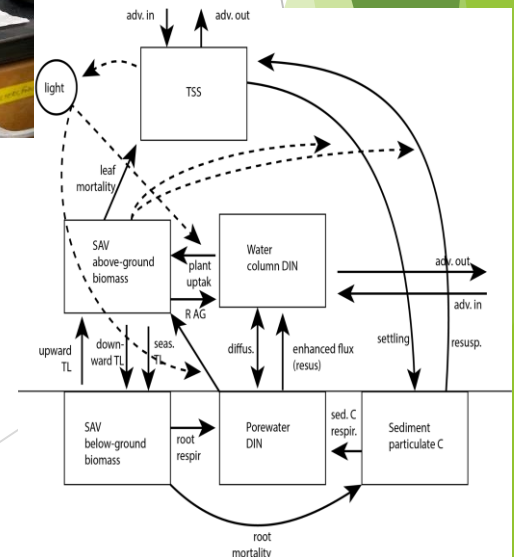 adv. in
adv. out
light
TSS
leaf
mortality
SAV
above-ground
biomass
Water
column DIN
plant
uptak
R AG
adv. out
adv. in
upward
TL
down-
ward TL
seas.
TL
diffus.
enhanced flux
(resus)
settling
resusp.
SAV
below-ground
biomass
root
respir
Porewater
DIN
sed. C
respir.
Sediment
particulate C
root
mortality